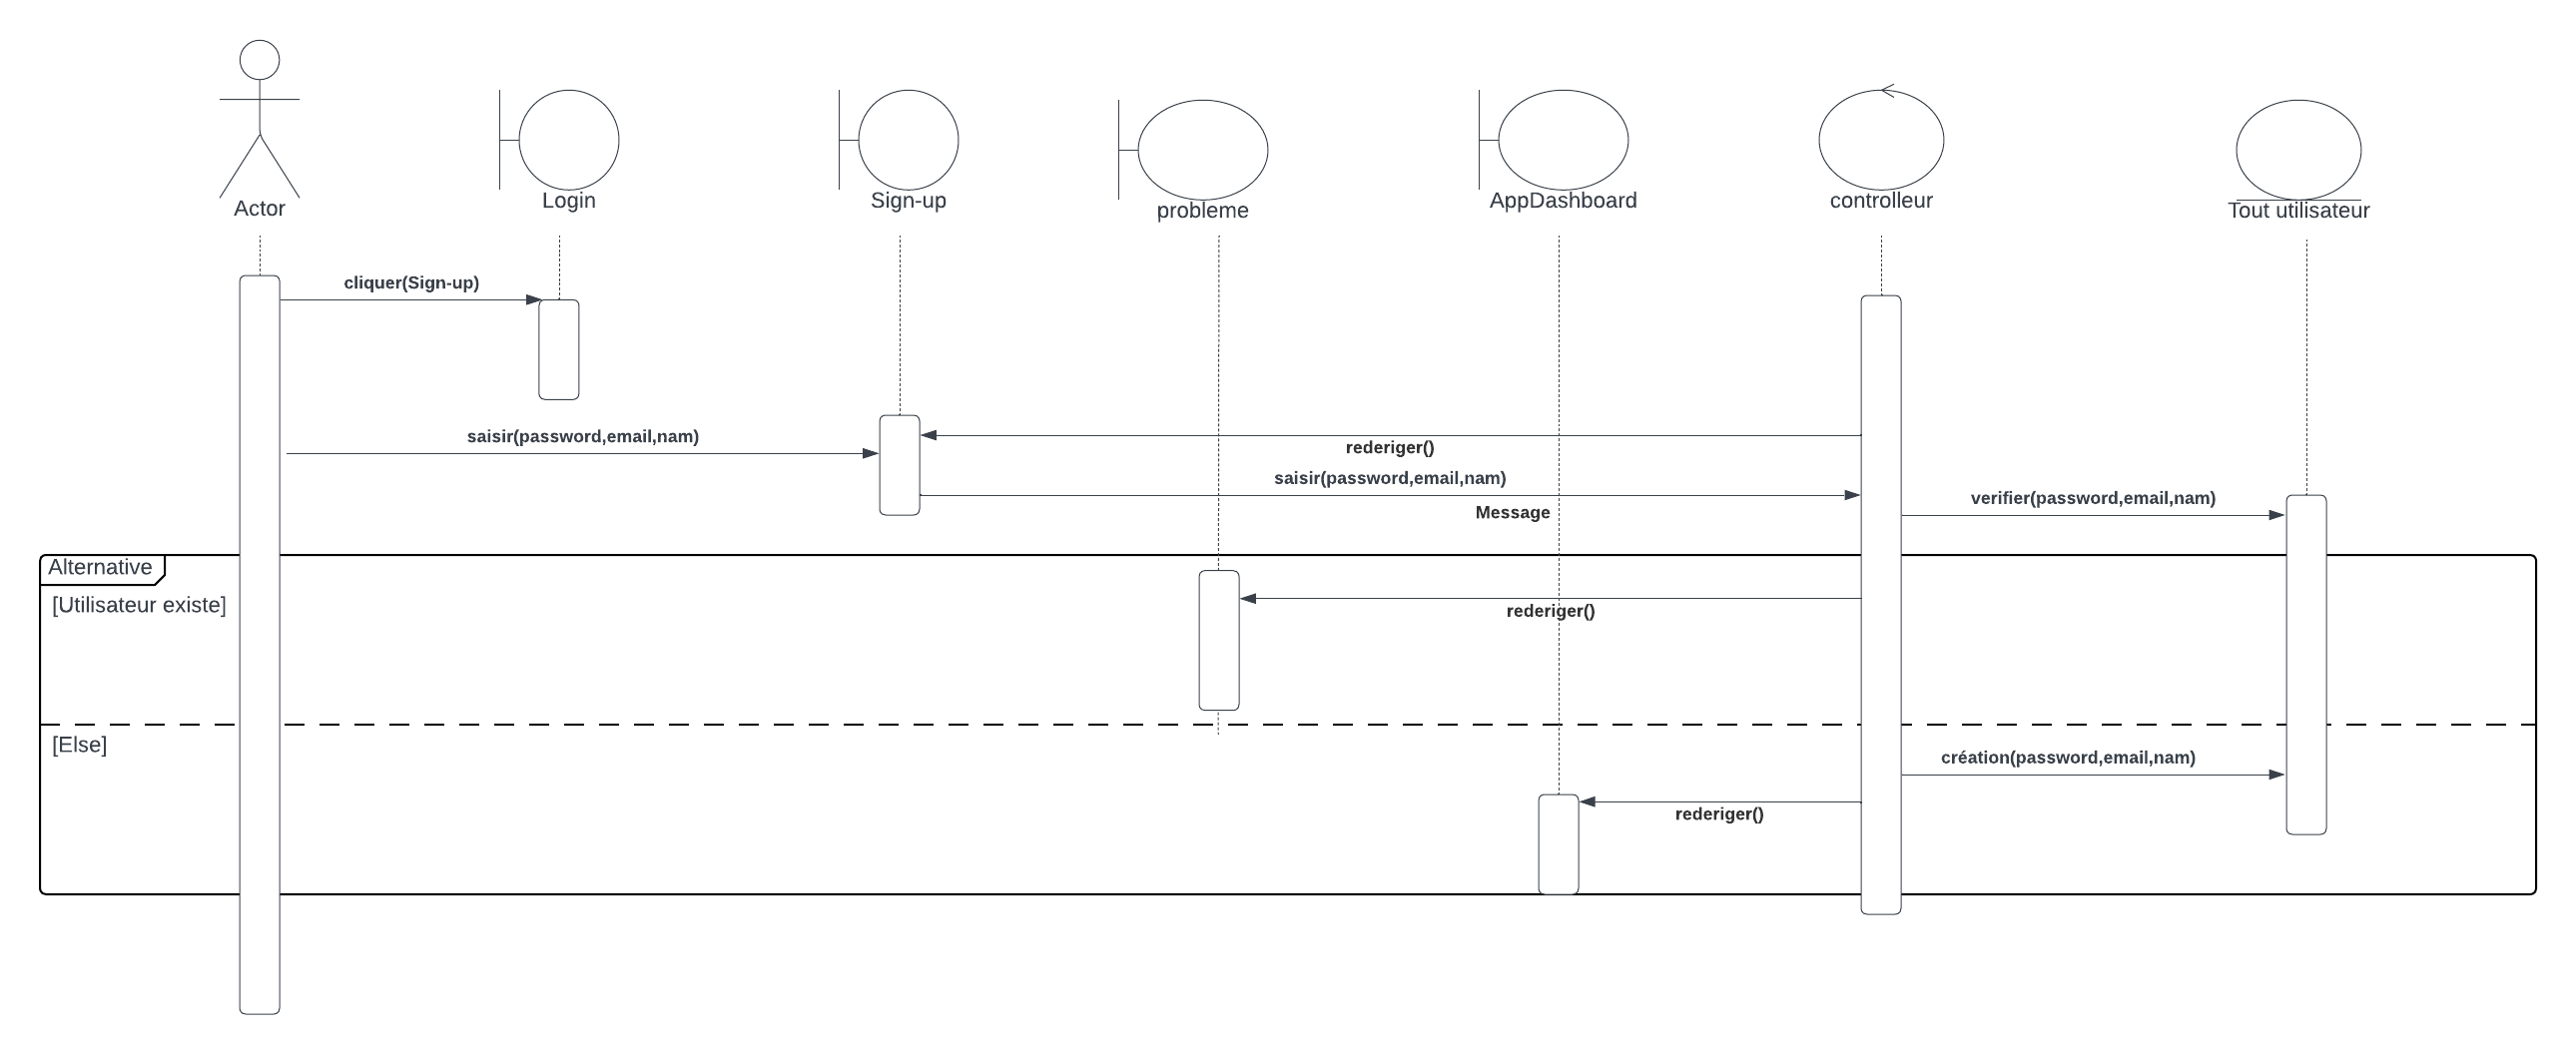 Actor
Login
Sign-up
probleme
AppDashboard
controlleur
Tout utilisateur
cliquer(Sign-up)
saisir(password,email,nam)
rederiger()
saisir(password,email,nam)
Message
verifier(password,email,nam)
Alternative
[Utilisateur existe]
rederiger()
[Else]
création(password,email,nam)
rederiger()